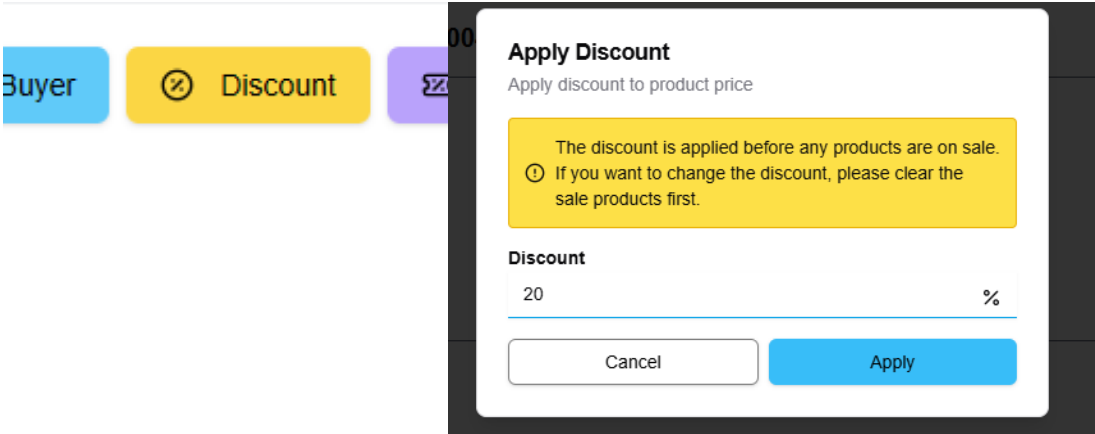 Buyer
Discount
00
Apply Discount
Apply discount to product price
The discount is applied before any products are on sale.
If you want to change the discount, please clear the
sale products first.
Discount
20
%
Cancel
Apply